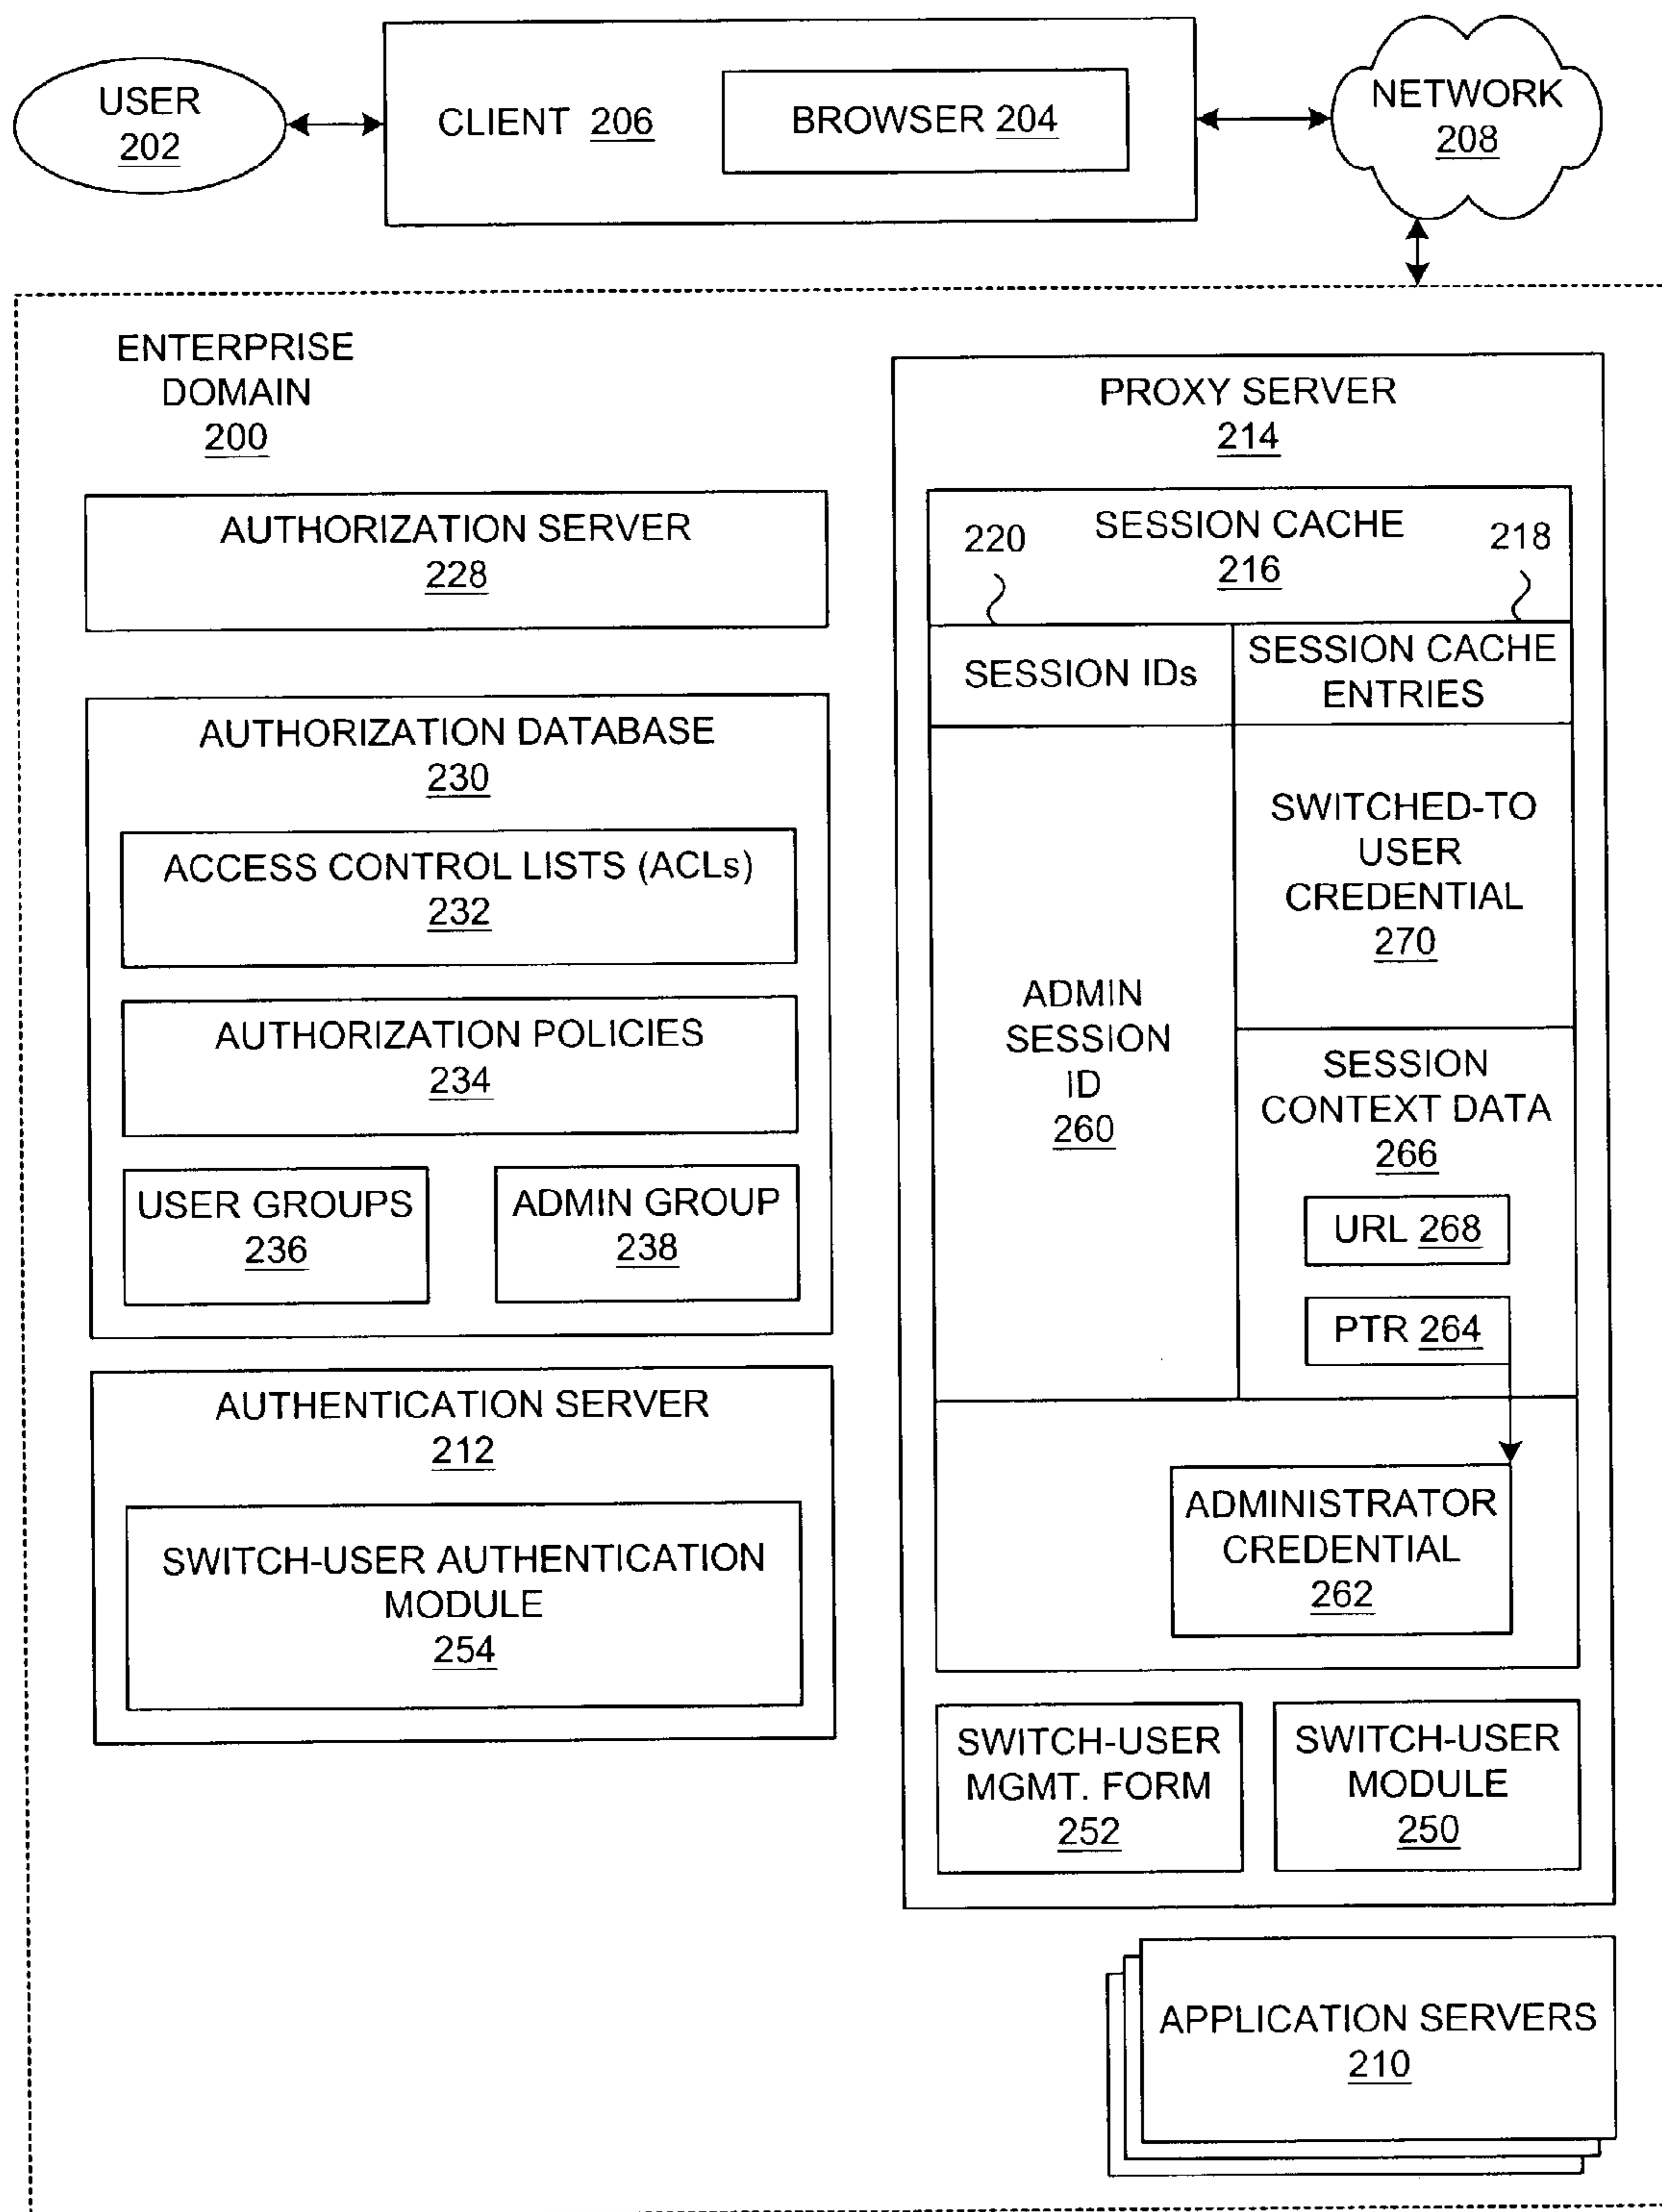 USER
202
CLIENT 206
BROWSER 204
NETWORK
208
ENTERPRISE
DOMAIN
200
AUTHORIZATION SERVER
228
AUTHORIZATION DATABASE
230
ACCESS CONTROL LISTS (ACLs)
232
AUTHORIZATION POLICIES
234
USER GROUPS
236
ADMIN GROUP
238
AUTHENTICATION SERVER
212
SWITCH-USER AUTHENTICATION
MODULE
254
PROXY SERVER
214
220
SESSION CACHE
216
218
SESSION IDs
SESSION CACHE
ENTRIES
ADMIN
SESSION
ID
260
SWITCHED-TO
USER
CREDENTIAL
270
SESSION
CONTEXT DATA
266
URL 268
PTR 264
ADMINISTRATOR
CREDENTIAL
262
SWITCH-USER
MGMT. FORM
252
SWITCH-USER
MODULE
250
APPLICATION SERVERS
210